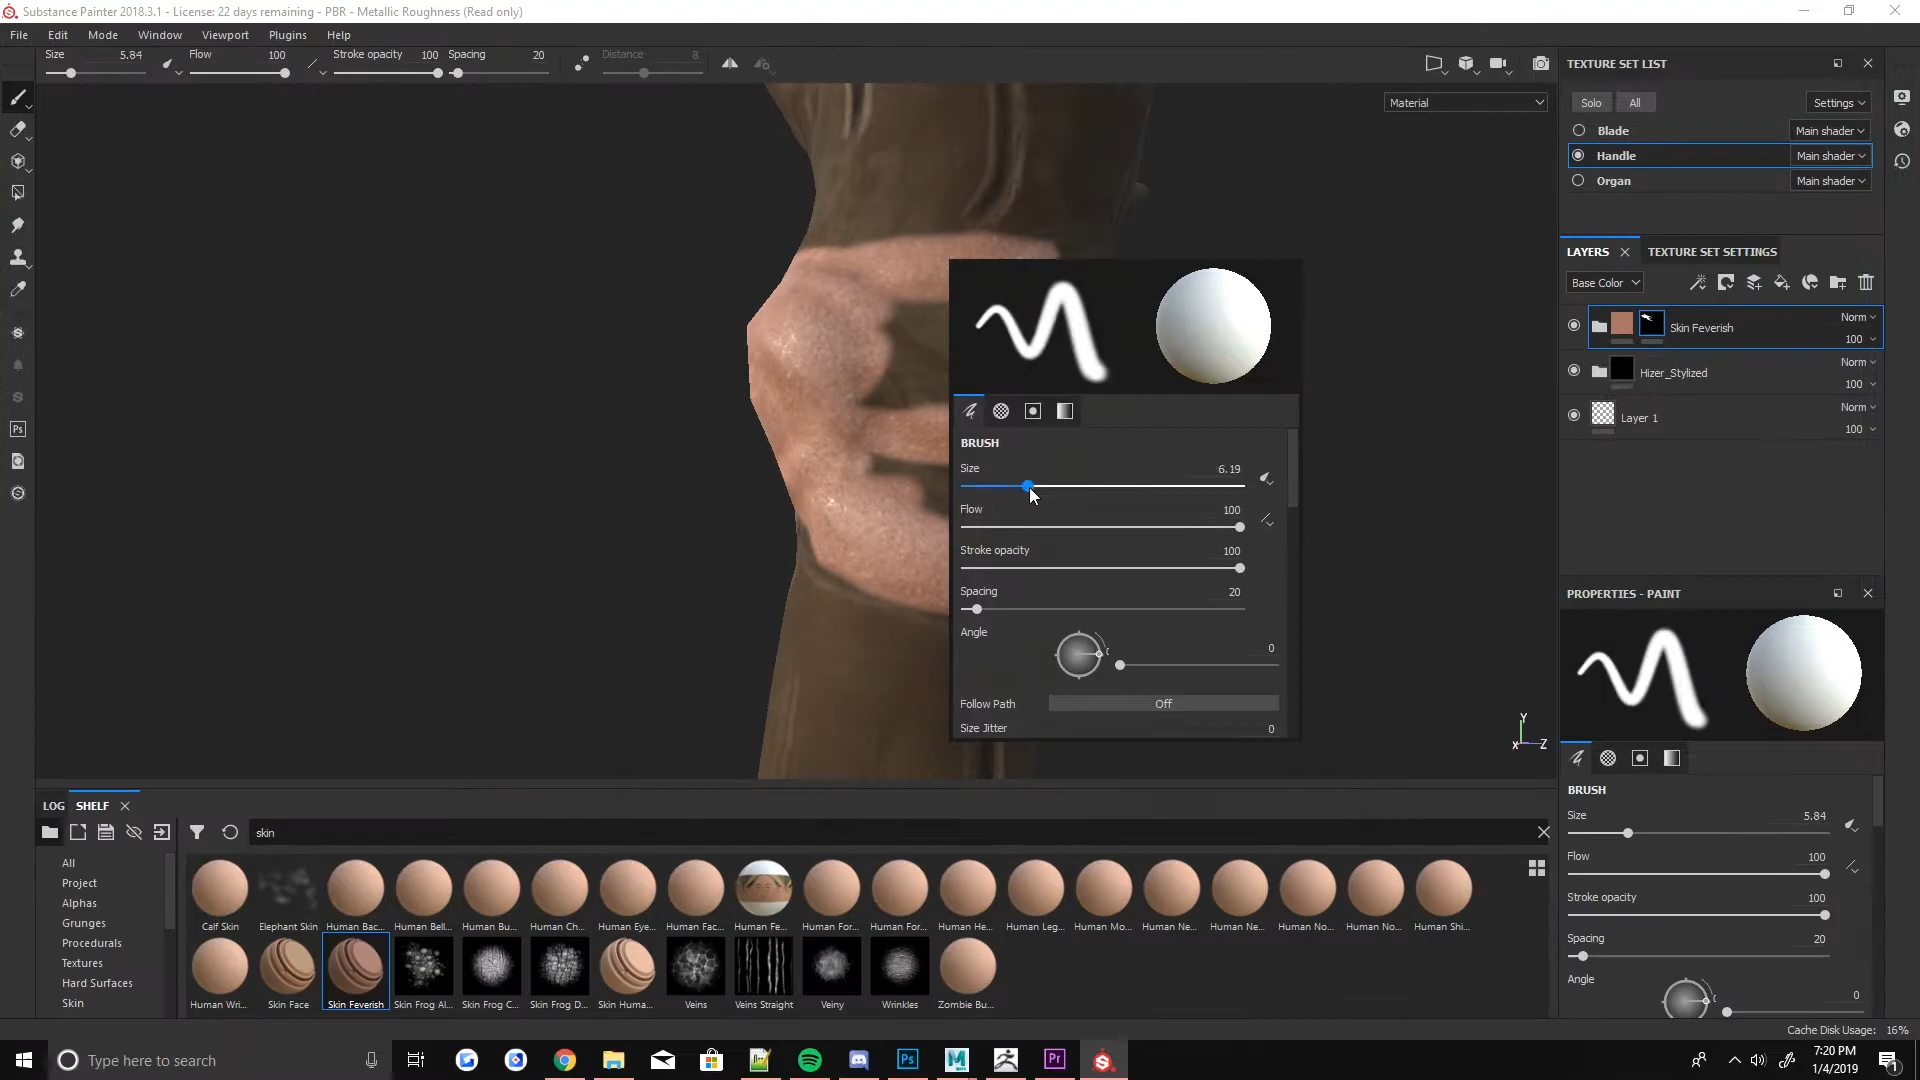 Substance Painter 2018.3.1 - License: 22 days remaining - PBR - Metallic Roughness (Read only)
File Edit Mode Window Viewport Plugins Help
Size 5.84 Flow 100 Stroke opacity 100 Spacing 20 Distance 8
Material
TEXTURE SET LIST
Solo All Settings
Blade Main shader
Handle Main shader
Organ Main shader
LAYERS TEXTURE SET SETTINGS
Base Color
Skin Feverish Norm 100
Hizer_Stylized Norm 100
Layer 1 Norm 100
BRUSH
Size 6.19
Flow 100
Stroke opacity 100
Spacing 20
Angle 0
Follow Path Off
Size Jitter 0
Y
X Z
PROPERTIES - PAINT
BRUSH
Size 5.84
Flow 100
Stroke opacity 100
Spacing 20
Angle 0
LOG SHELF
skin
All
Project
Alphas
Grunges
Procedurals
Textures
Hard Surfaces
Skin
Calf Skin Elephant Skin Human Bac... Human Bell... Human Bu... Human Ch... Human Eye... Human Fac... Human Fe... Human For... Human For... Human He... Human Leg... Human Mo... Human Ne... Human Ne... Human No... Human No... Human Shi...
Human Wri... Skin Face Skin Feverish Skin Frog Al... Skin Frog C... Skin Frog D... Skin Huma... Veins Veins Straight Veiny Wrinkles Zombie Bu...
Cache Disk Usage: 16%
Type here to search
Ps
M
Pr
7:20 PM
1/4/2019
1